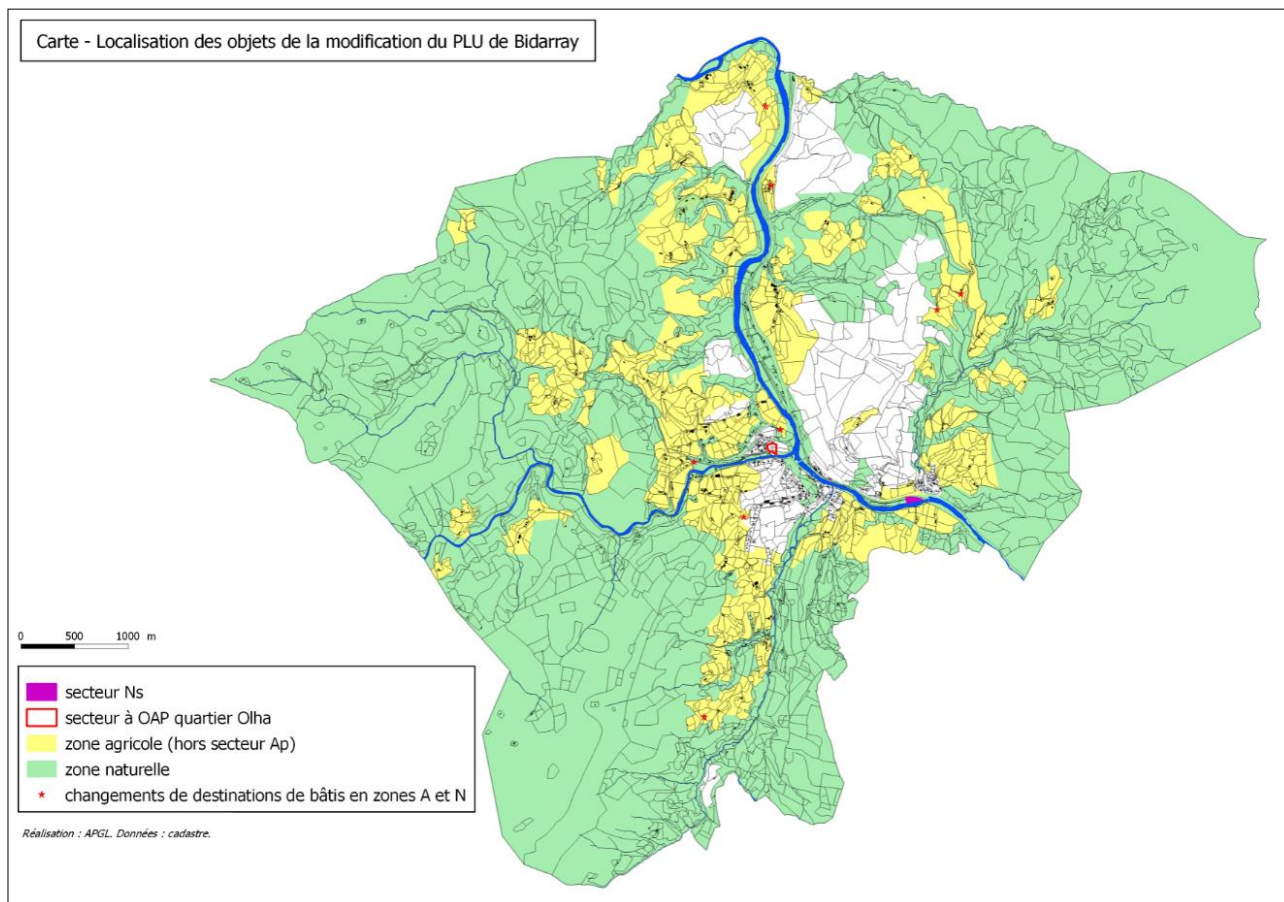 Carte - Localisation des objets de la modification du PLU de Bidarray
0 500 1000 m
secteur Ns
secteur à OAP quartier Olha
zone agricole (hors secteur Ap)
zone naturelle
changements de destinations de bâtis en zones A et N
Réalisation : APGL. Données : cadastre.